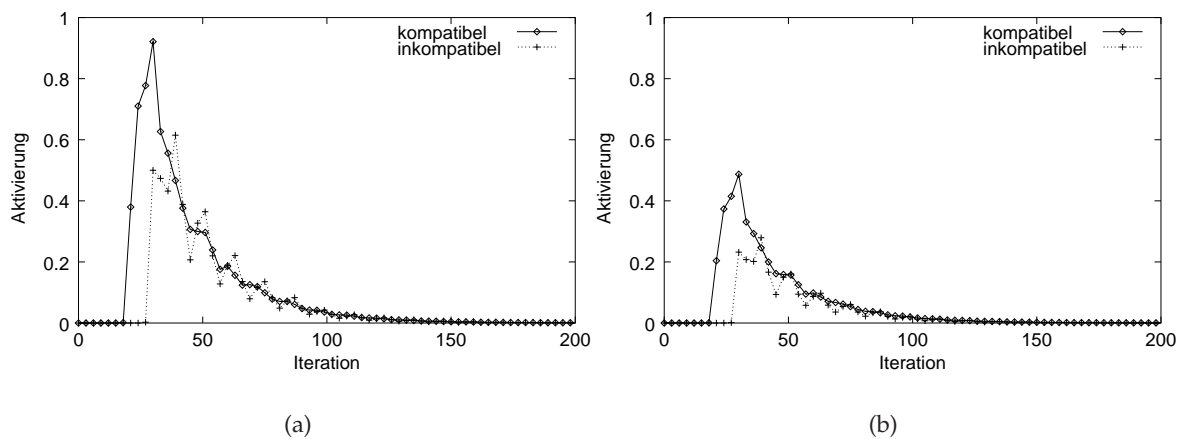 1
0.8
0.6
0.4
0.2
0
Aktivierung
kompatibel
inkompatibel
0 50 100 150 200
Iteration
(a)
1
0.8
0.6
0.4
0.2
0
Aktivierung
kompatibel
inkompatibel
0 50 100 150 200
Iteration
(b)